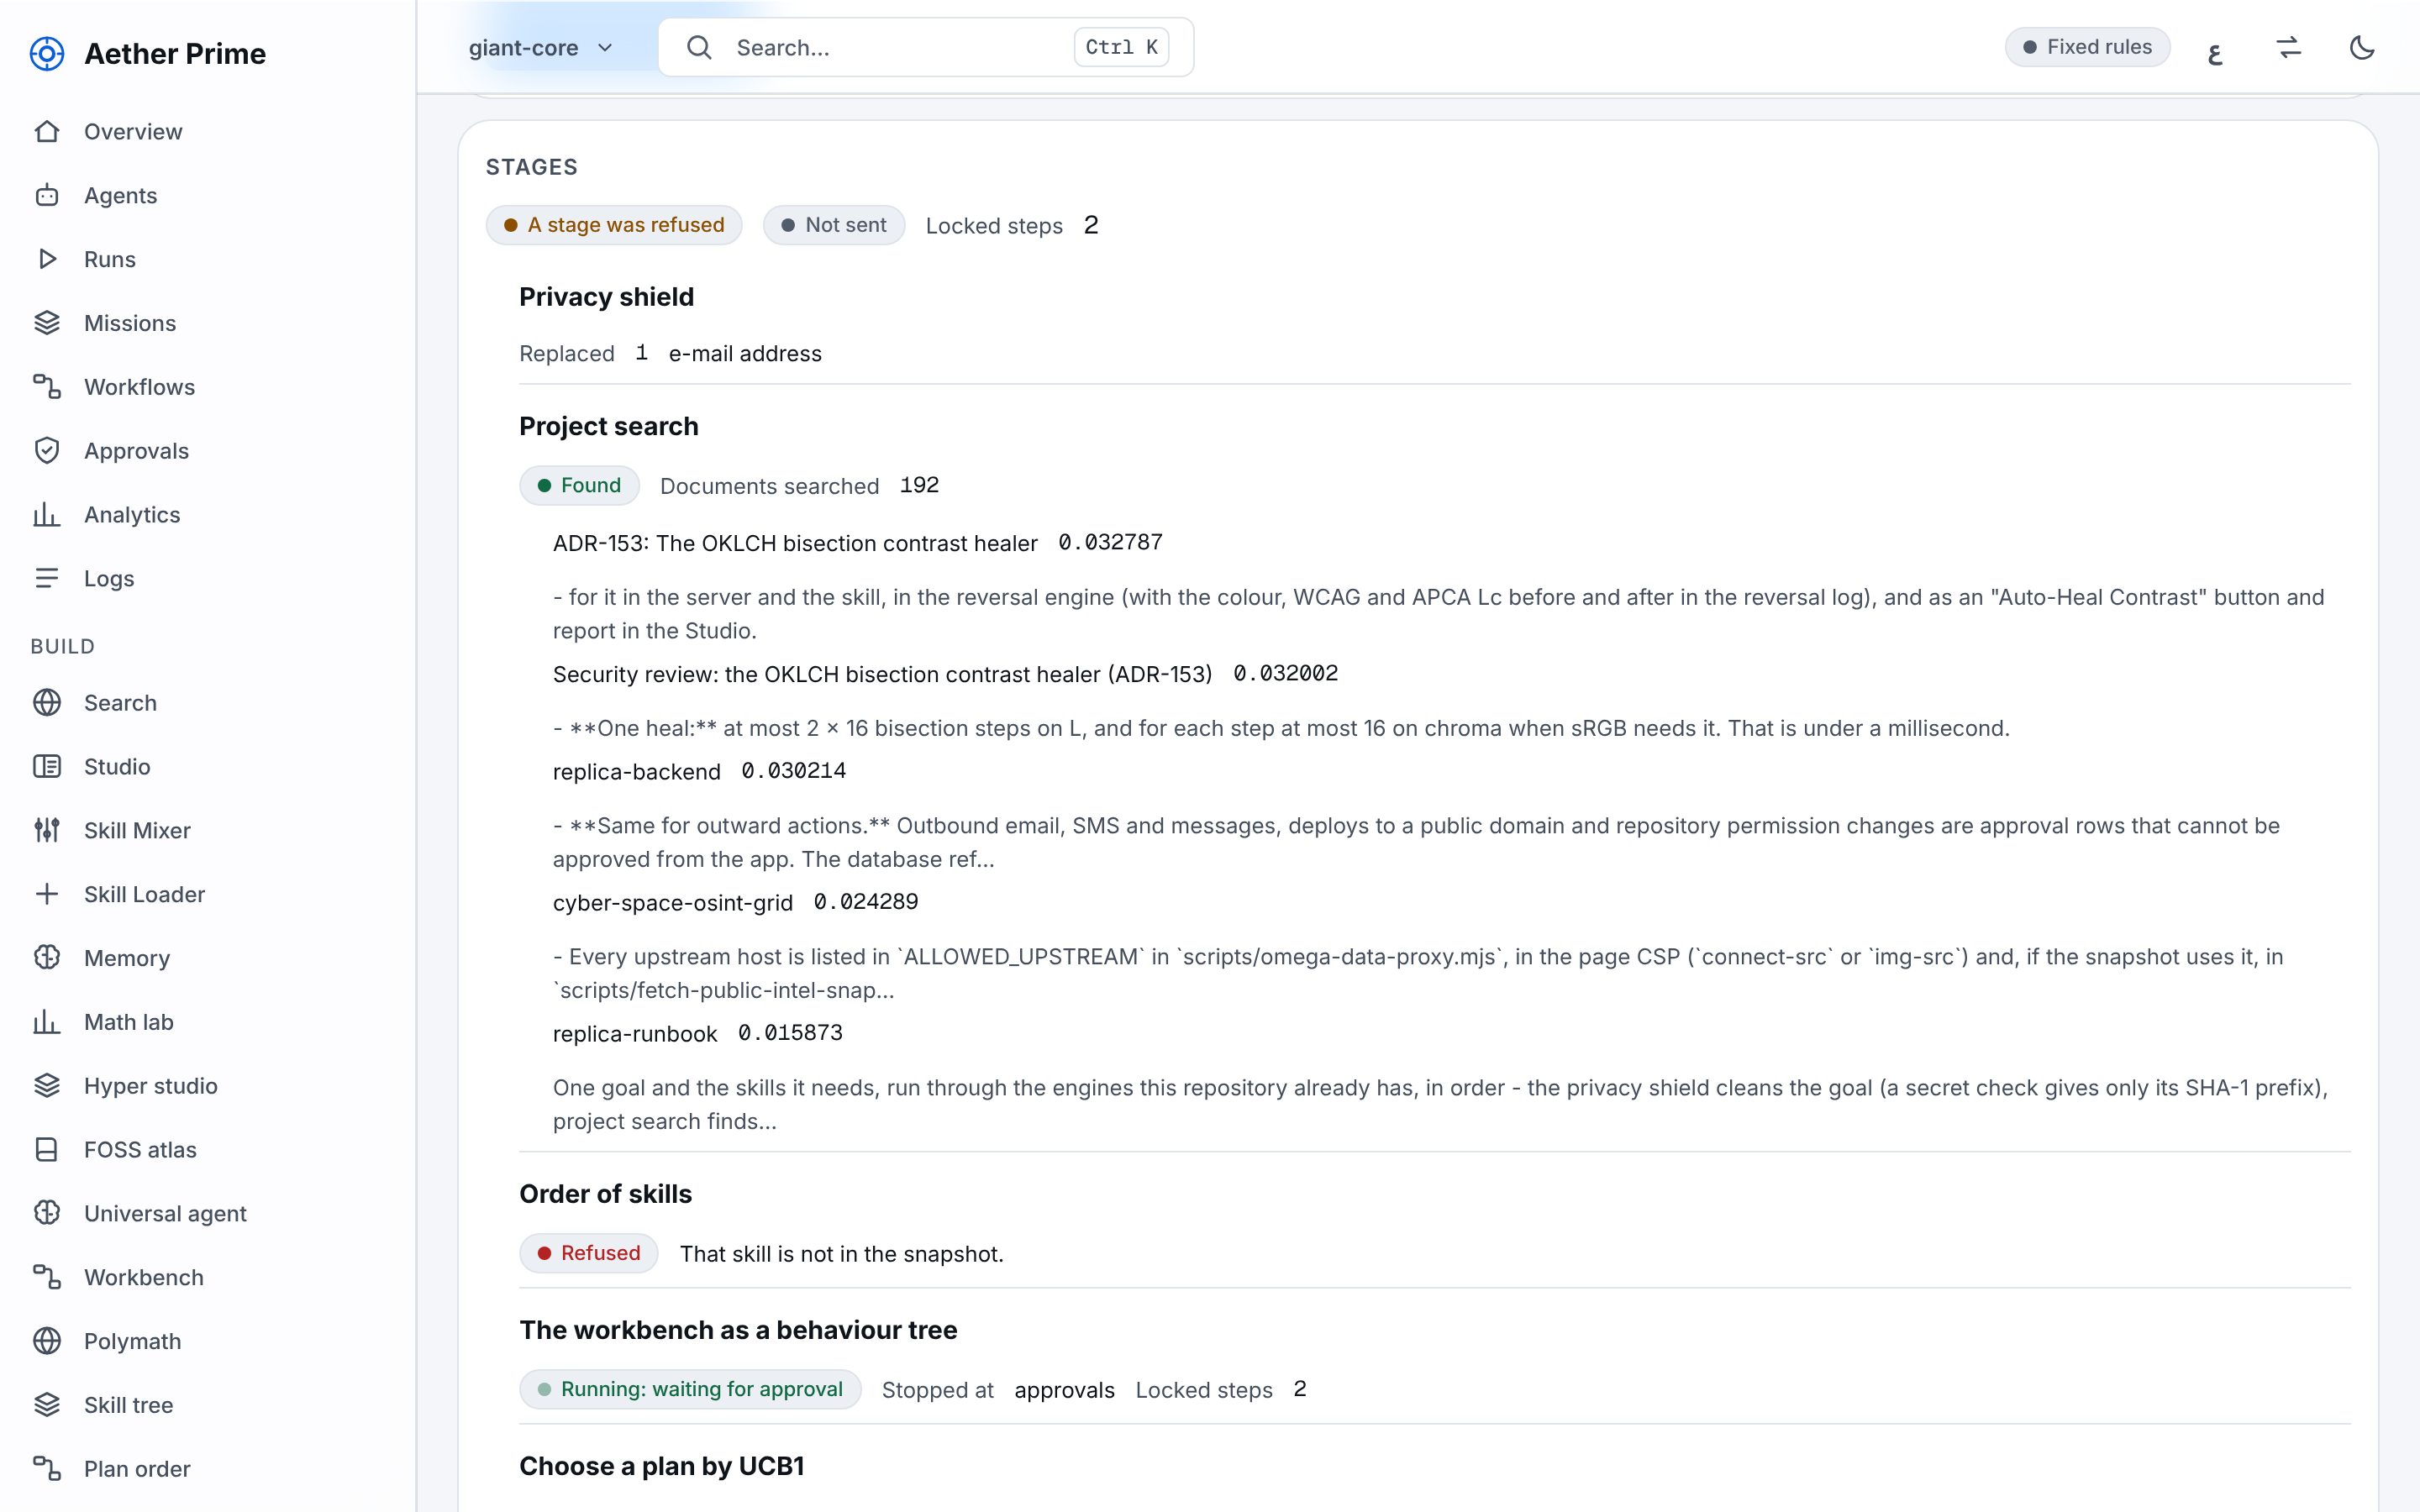 Aether Prime
giant-core
Search...
Ctrl K
Fixed rules
ع
Overview
Agents
Runs
Missions
Workflows
Approvals
Analytics
Logs
BUILD
Search
Studio
Skill Mixer
Skill Loader
Memory
Math lab
Hyper studio
FOSS atlas
Universal agent
Workbench
Polymath
Skill tree
Plan order
STAGES
A stage was refused
Not sent
Locked steps 2
Privacy shield
Replaced 1 e-mail address
Project search
Found
Documents searched 192
ADR-153: The OKLCH bisection contrast healer 0.032787
- for it in the server and the skill, in the reversal engine (with the colour, WCAG and APCA Lc before and after in the reversal log), and as an "Auto-Heal Contrast" button and
report in the Studio.
Security review: the OKLCH bisection contrast healer (ADR-153) 0.032002
- **One heal:** at most 2 × 16 bisection steps on L, and for each step at most 16 on chroma when sRGB needs it. That is under a millisecond.
replica-backend 0.030214
- **Same for outward actions.** Outbound email, SMS and messages, deploys to a public domain and repository permission changes are approval rows that cannot be
approved from the app. The database ref...
cyber-space-osint-grid 0.024289
- Every upstream host is listed in `ALLOWED_UPSTREAM` in `scripts/omega-data-proxy.mjs`, in the page CSP (`connect-src` or `img-src`) and, if the snapshot uses it, in
`scripts/fetch-public-intel-snap...
replica-runbook 0.015873
One goal and the skills it needs, run through the engines this repository already has, in order - the privacy shield cleans the goal (a secret check gives only its SHA-1 prefix),
project search finds...
Order of skills
Refused
That skill is not in the snapshot.
The workbench as a behaviour tree
Running: waiting for approval
Stopped at approvals Locked steps 2
Choose a plan by UCB1